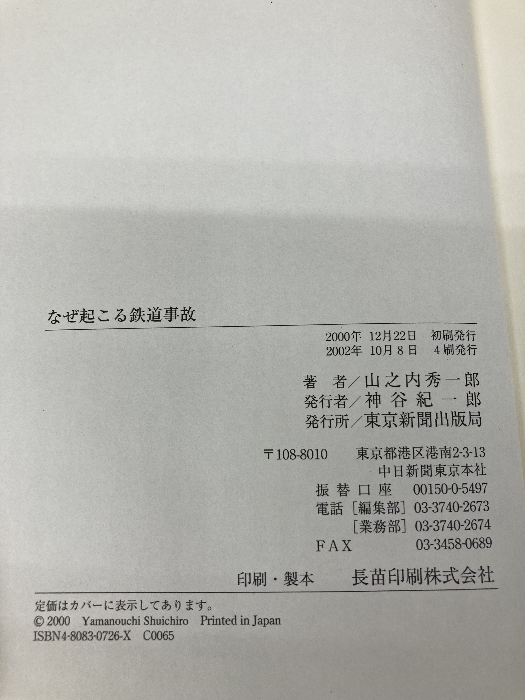 なぜ起こる鉄道事故
2000年 12月22日 初刷発行
2002年 10月8日 4刷発行
著者／山之内秀一郎
発行者／神谷紀一郎
発行所／東京新聞出版局
〒108-8010 東京都港区港南2-3-13
中日新聞東京本社
振替口座 00150-0-5497
電話［編集部］03-3740-2673
［業務部］03-3740-2674
FAX 03-3458-0689
印刷・製本 長苗印刷株式会社
定価はカバーに表示してあります。
© 2000 Yamanouchi Shuichiro Printed in Japan
ISBN4-8083-0726-X C0065